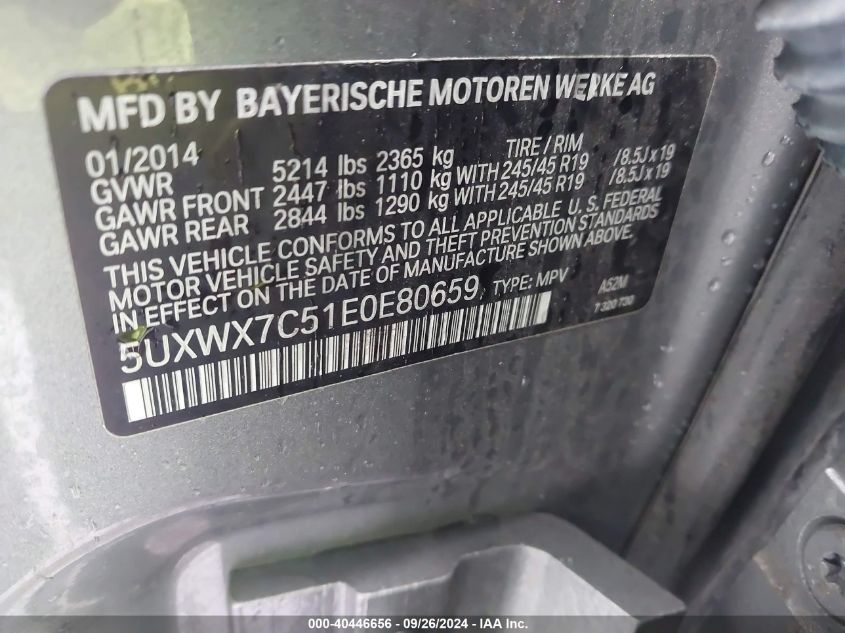 MFD BY BAYERISCHE MOTOREN WERKE AG
01/2014
GVWR 5214 lbs 2365 kg TIRE / RIM
GAWR FRONT 2447 lbs 1110 kg WITH 245/45 R19 /8.5J x 19
GAWR REAR 2844 lbs 1290 kg WITH 245/45 R19 /8.5J x 19
THIS VEHICLE CONFORMS TO ALL APPLICABLE U. S. FEDERAL
MOTOR VEHICLE SAFETY AND THEFT PREVENTION STANDARDS
IN EFFECT ON THE DATE OF MANUFACTURE SHOWN ABOVE.
5UXWX7C51E0E80659 TYPE: MPV A52M
7 320 730
000-40446656 - 09/26/2024 - IAA Inc.